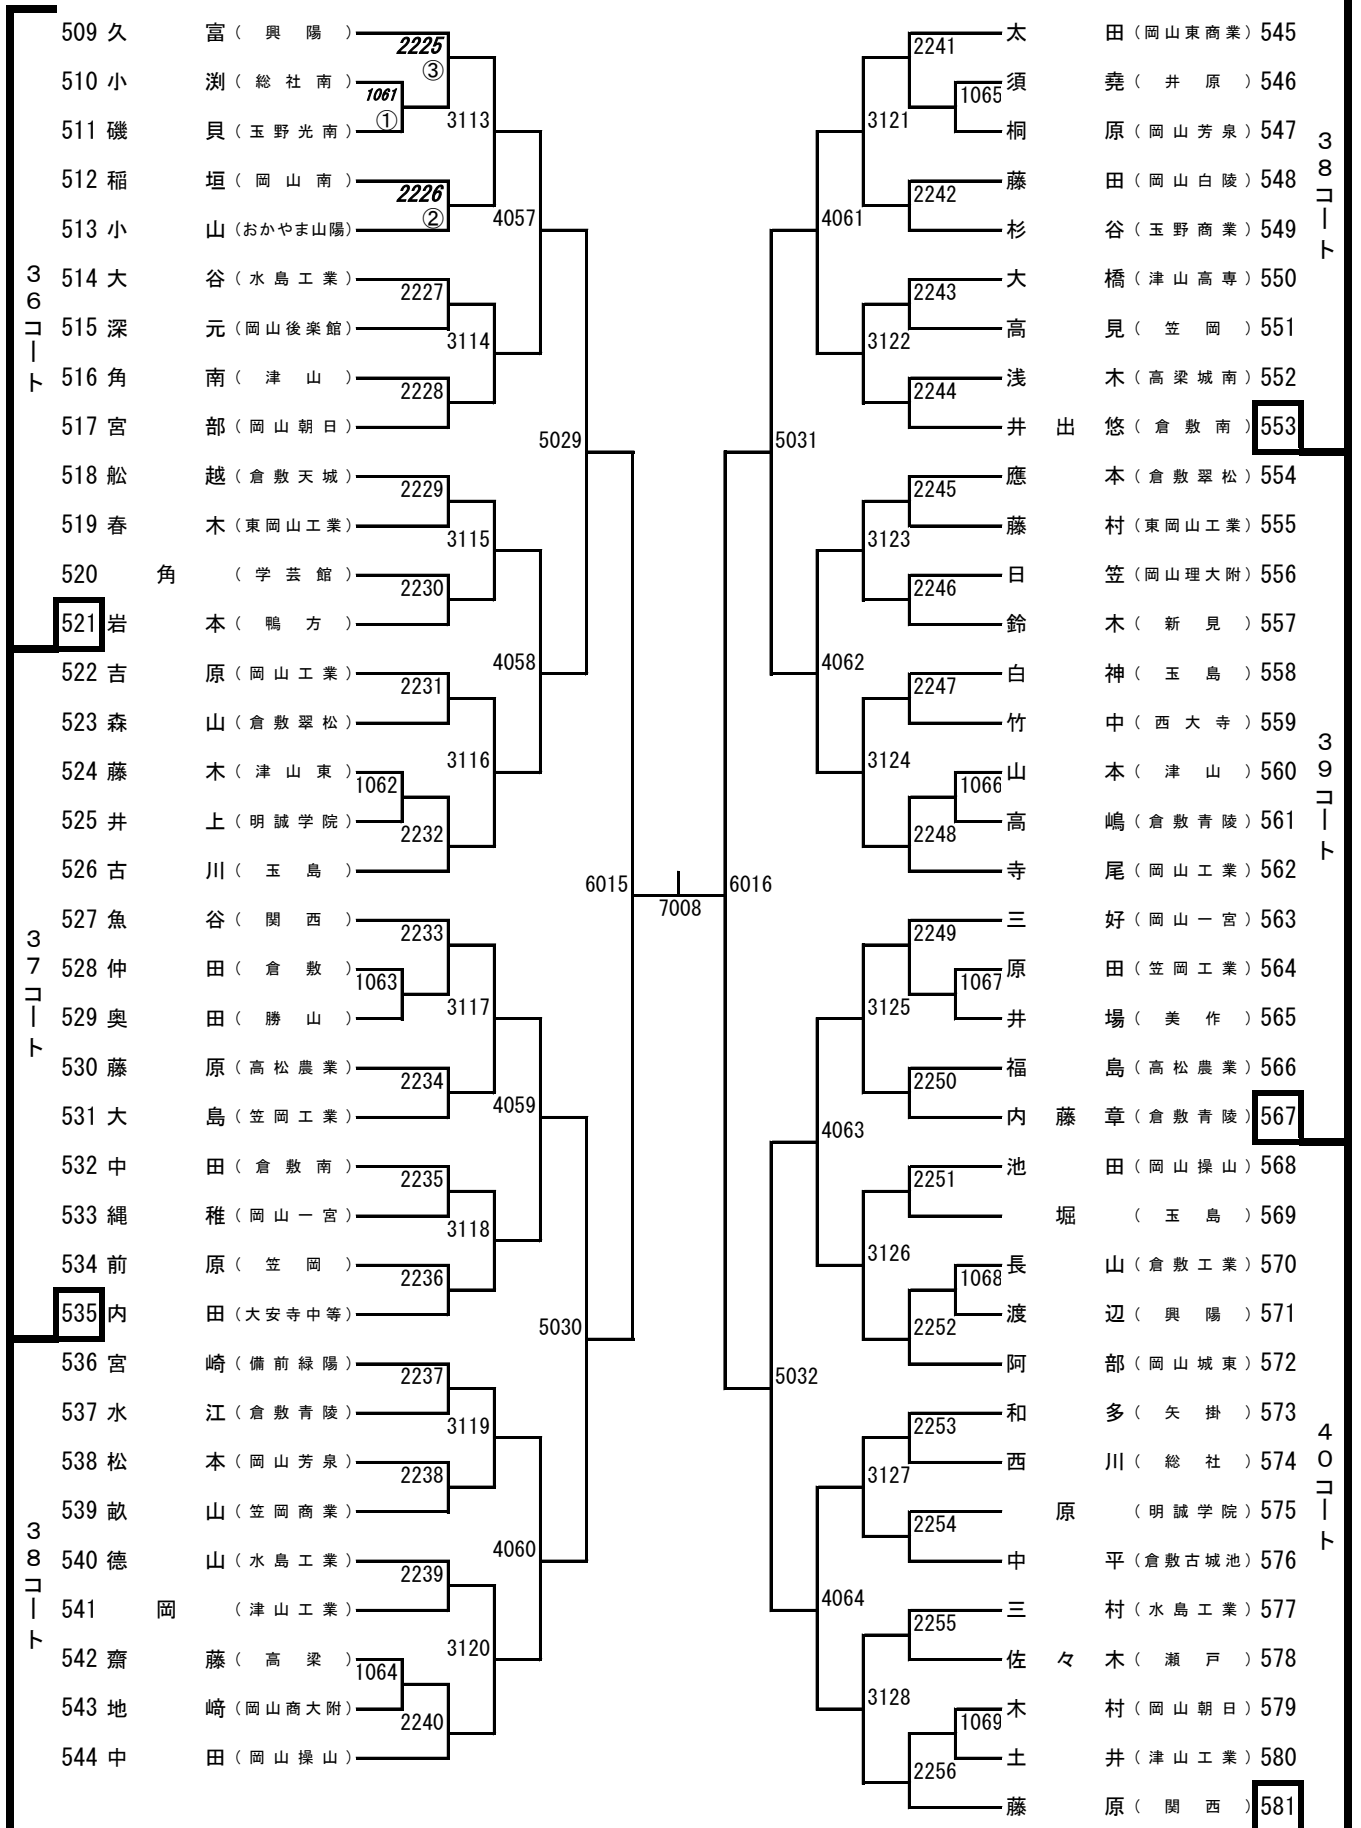 509 久富 (興陽)
2225
③
510 小渕 (総社南)
1061
①
511 磯貝 (玉野光南)
3113
512 稲垣 (岡山南)
2226
②
513 小山 (おかやま山陽)
4057
36コート
514 大谷 (水島工業)
2227
515 深元 (岡山後楽館)
3114
516 角南 (津山)
2228
517 宮部 (岡山朝日)
5029
518 舩越 (倉敷天城)
2229
519 春木 (東岡山工業)
3115
520 角 (学芸館)
2230
521 岩本 (鴨方)
4058
522 吉原 (岡山工業)
2231
523 森山 (倉敷翠松)
3116
524 藤木 (津山東)
1062
525 井上 (明誠学院)
2232
526 古川 (玉島)
6015
527 魚谷 (関西)
2233
37コート
528 仲田 (倉敷)
1063
529 奥田 (勝山)
3117
530 藤原 (高松農業)
2234
531 大島 (笠岡工業)
4059
532 中田 (倉敷南)
2235
533 縄稚 (岡山一宮)
3118
534 前原 (笠岡)
2236
535 内田 (大安寺中等)
5030
536 宮崎 (備前緑陽)
2237
537 水江 (倉敷青陵)
3119
538 松本 (岡山芳泉)
2238
539 畝山 (笠岡商業)
38コート
4060
540 德山 (水島工業)
2239
541 岡 (津山工業)
3120
542 齋藤 (高梁)
1064
543 地﨑 (岡山商大附)
2240
544 中田 (岡山操山)
7008
太田 (岡山東商業) 545
2241
須堯 (井原) 546
1065
桐原 (岡山芳泉) 547
3121
38コート
藤田 (岡山白陵) 548
2242
杉谷 (玉野商業) 549
4061
大橋 (津山高専) 550
2243
高見 (笠岡) 551
3122
浅木 (高梁城南) 552
2244
井出悠 (倉敷南) 553
5031
應本 (倉敷翠松) 554
2245
藤村 (東岡山工業) 555
3123
日笠 (岡山理大附) 556
2246
鈴木 (新見) 557
4062
白神 (玉島) 558
2247
竹中 (西大寺) 559
3124
39コート
山本 (津山) 560
1066
高嶋 (倉敷青陵) 561
2248
寺尾 (岡山工業) 562
6016
三好 (岡山一宮) 563
2249
原田 (笠岡工業) 564
1067
井場 (美作) 565
3125
福島 (高松農業) 566
2250
内藤章 (倉敷青陵) 567
4063
池田 (岡山操山) 568
2251
堀 (玉島) 569
3126
長山 (倉敷工業) 570
1068
渡辺 (興陽) 571
2252
阿部 (岡山城東) 572
5032
和多 (矢掛) 573
2253
西川 (総社) 574
3127
40コート
原 (明誠学院) 575
2254
中平 (倉敷古城池) 576
4064
三村 (水島工業) 577
2255
佐々木 (瀬戸) 578
3128
木村 (岡山朝日) 579
1069
土井 (津山工業) 580
2256
藤原 (関西) 581